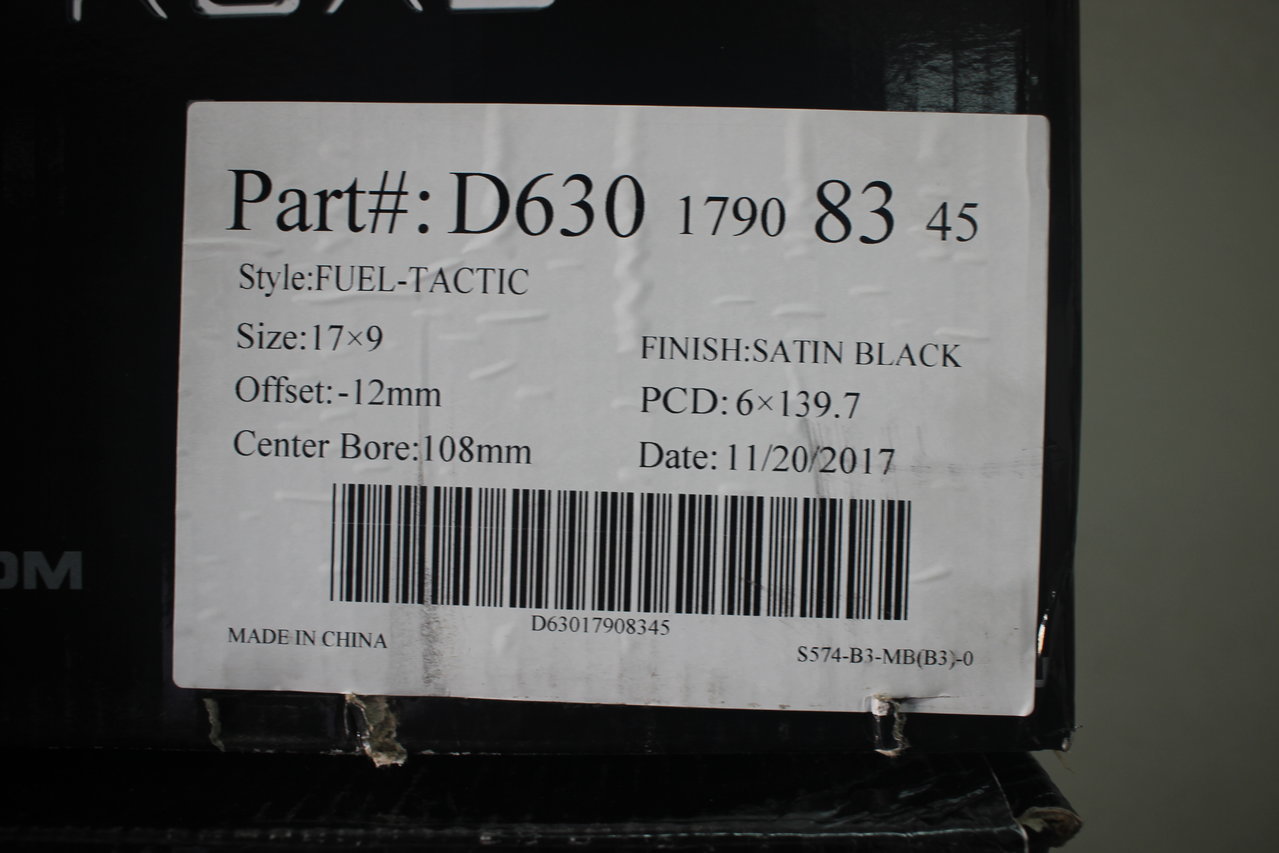 Part#: D630 1790 83 45
Style:FUEL-TACTIC
Size:17×9
FINISH:SATIN BLACK
Offset:-12mm
PCD:6×139.7
Center Bore:108mm
Date:11/20/2017
D63017908345
MADE IN CHINA
S574-B3-MB(B3)-0